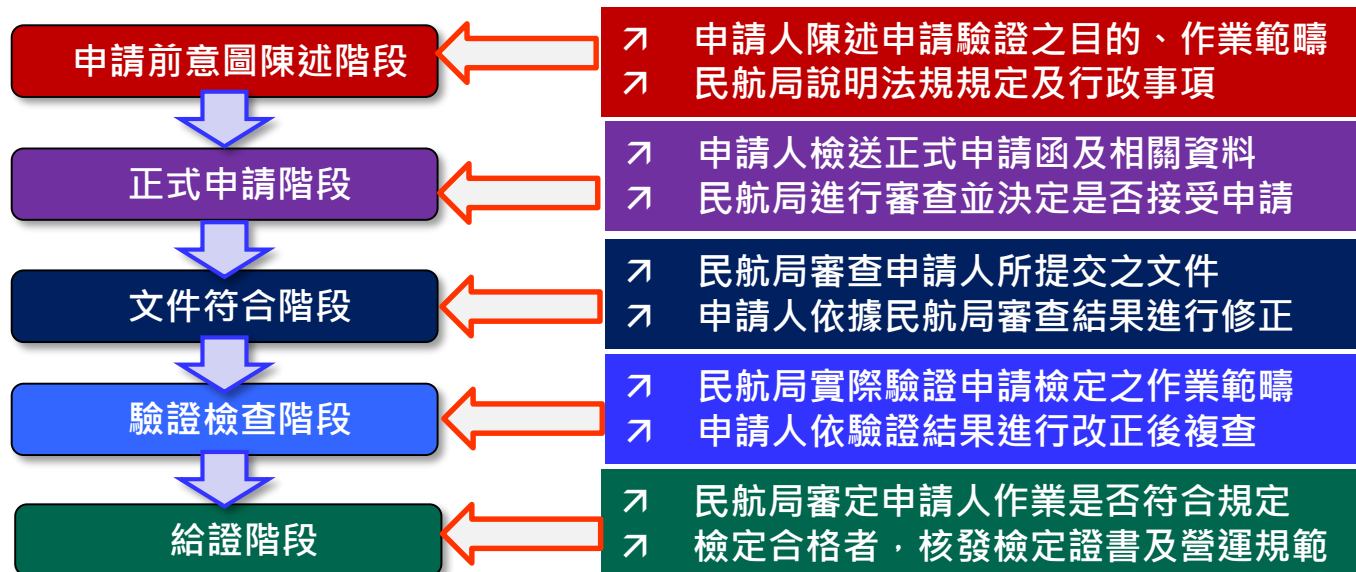 申請前意圖陳述階段
↗ 申請人陳述申請驗證之目的、作業範疇
↗ 民航局說明法規規定及行政事項
正式申請階段
↗ 申請人檢送正式申請函及相關資料
↗ 民航局進行審查並決定是否接受申請
文件符合階段
↗ 民航局審查申請人所提交之文件
↗ 申請人依據民航局審查結果進行修正
驗證檢查階段
↗ 民航局實際驗證申請檢定之作業範疇
↗ 申請人依驗證結果進行改正後複查
給證階段
↗ 民航局審定申請人作業是否符合規定
↗ 檢定合格者，核發檢定證書及營運規範